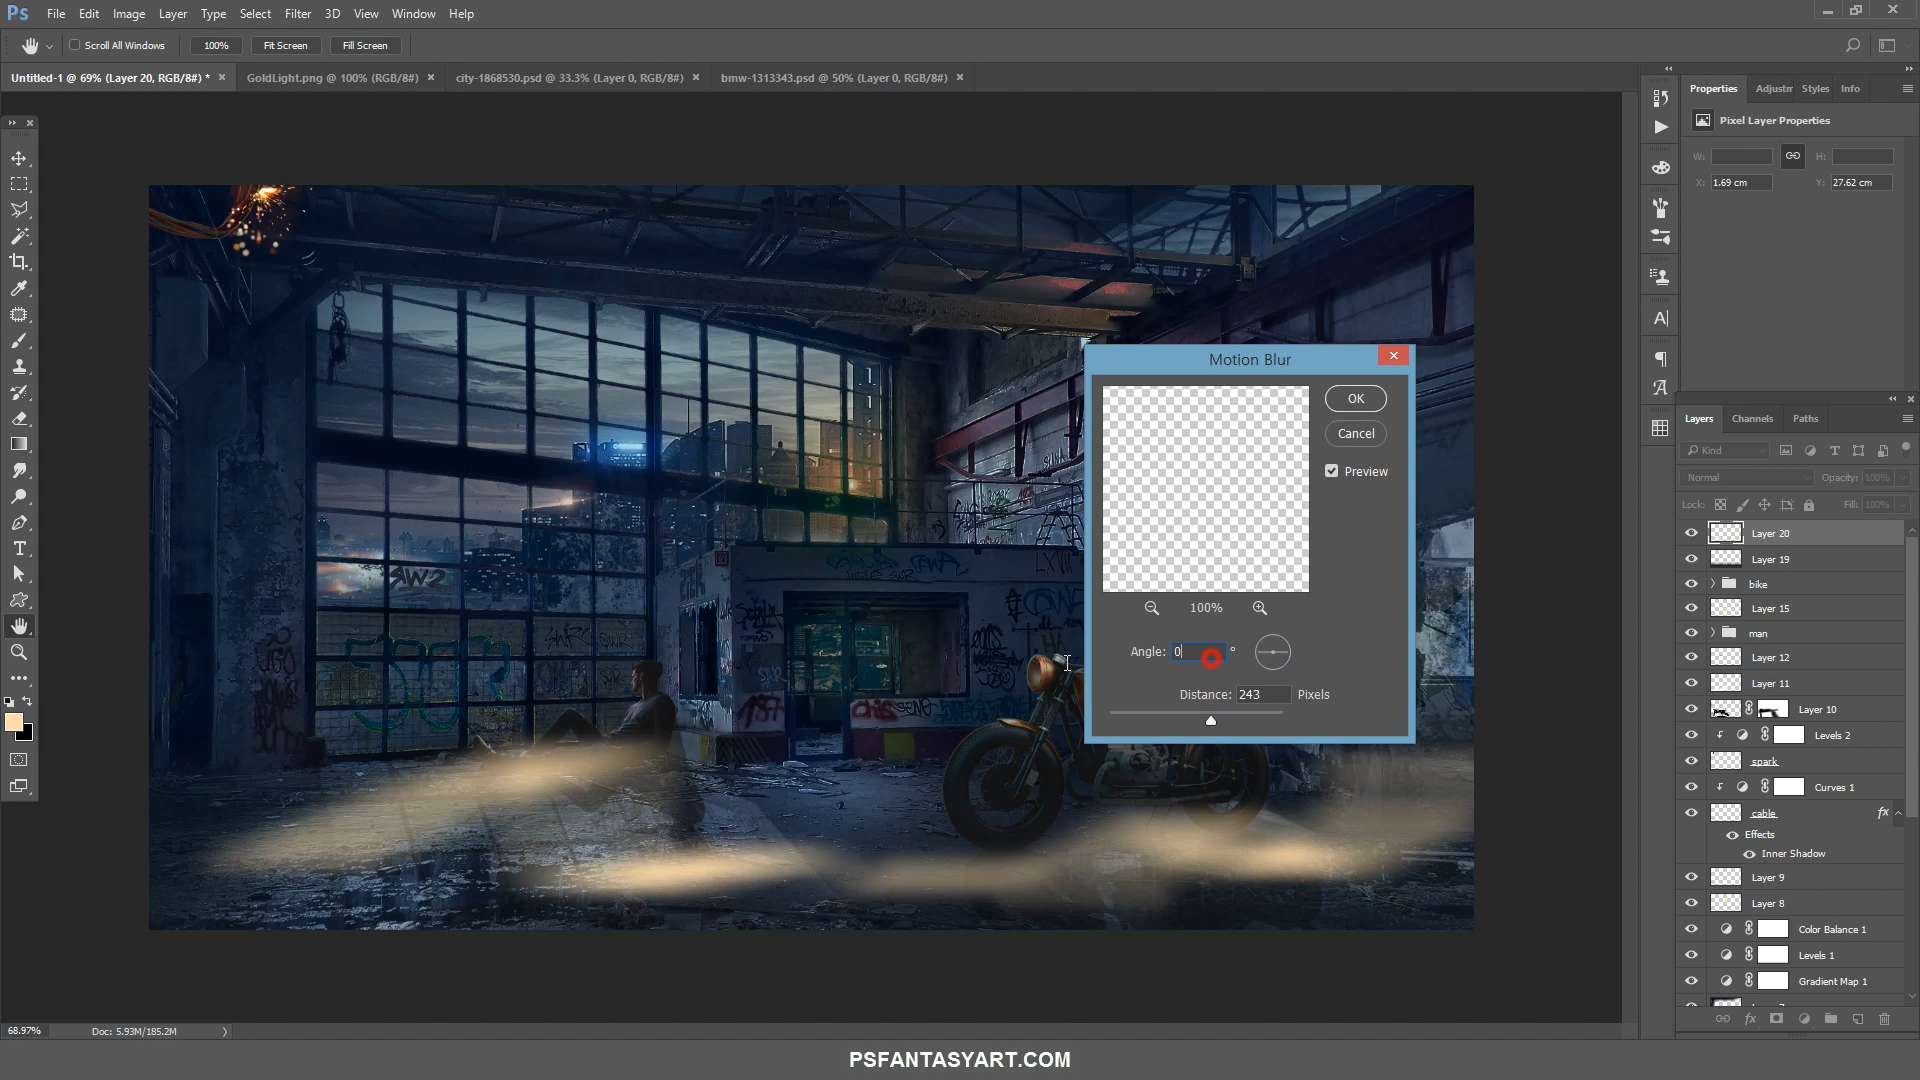 Ps File Edit Image Layer Type Select Filter 3D View Window Help
Scroll All Windows 100% Fit Screen Fill Screen
Untitled-1 @ 69% (Layer 20, RGB/8#) * × GoldLight.png @ 100% (RGB/8#) × city-1868530.psd @ 33.3% (Layer 0, RGB/8#) × bmw-1313343.psd @ 50% (Layer 0, RGB/8#) ×
Properties Adjustm Styles Info
Pixel Layer Properties
W: H:
X: 1.69 cm Y: 27.62 cm
Motion Blur
OK
Cancel
Preview
100%
Angle: 0 °
Distance: 243 Pixels
Layers Channels Paths
Kind
Normal Opacity: 100%
Lock: Fill: 100%
Layer 20
Layer 19
bike
Layer 15
man
Layer 12
Layer 11
Layer 10
Levels 2
spark
Curves 1
cable fx
Effects
Inner Shadow
Layer 9
Layer 8
Color Balance 1
Levels 1
Gradient Map 1
68.97% Doc: 5.93M/185.2M
PSFANTASYART.COM